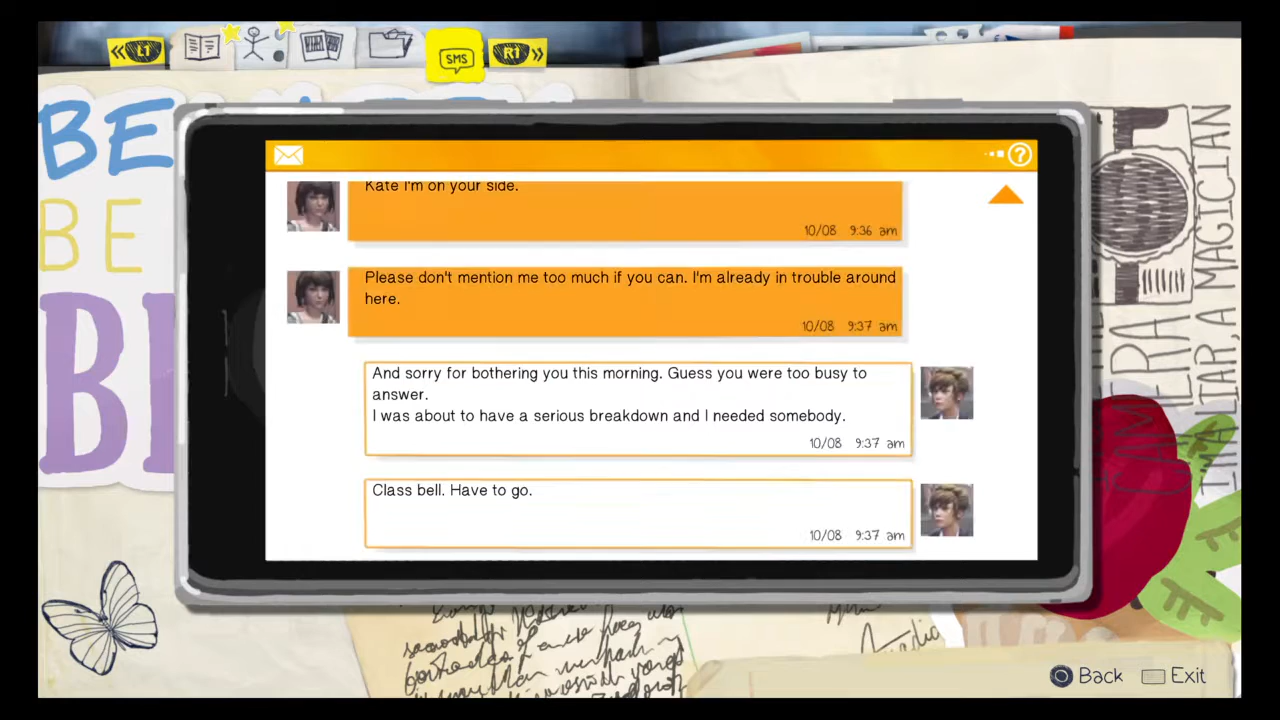 L1
SMS
R1
BE
BE
Kate I'm on your side.
10/08 9:36 am
Please don't mention me too much if you can. I'm already in trouble around
here.
10/08 9:37 am
And sorry for bothering you this morning. Guess you were too busy to
answer.
I was about to have a serious breakdown and I needed somebody.
10/08 9:37 am
Class bell. Have to go.
10/08 9:37 am
CAMERA
I'M A LIAR, A MAGICIAN
Back
Exit